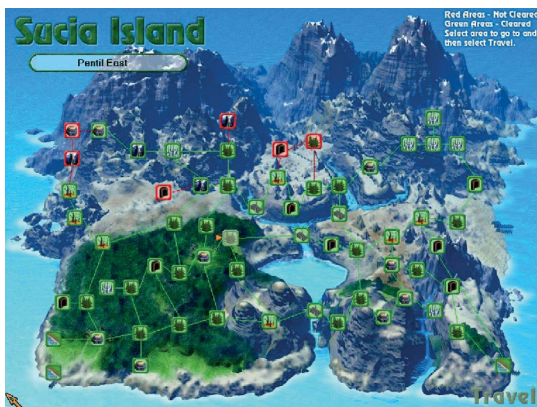 Sucia Island
Pentil East
Red Areas - Not Cleared
Green Areas - Cleared
Select area to go to and
then select Travel.
Travel